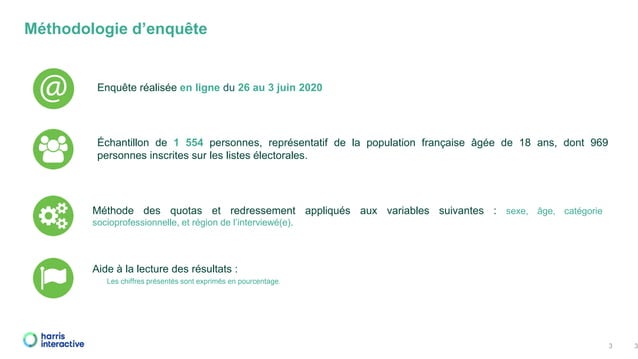 Méthodologie d’enquête
@
Enquête réalisée en ligne du 26 au 3 juin 2020
Échantillon de 1 554 personnes, représentatif de la population française âgée de 18 ans, dont 969
personnes inscrites sur les listes électorales.
Méthode des quotas et redressement appliqués aux variables suivantes : sexe, âge, catégorie
socioprofessionnelle, et région de l’interviewé(e).
Aide à la lecture des résultats :
Les chiffres présentés sont exprimés en pourcentage.
harris
interactive
3 3